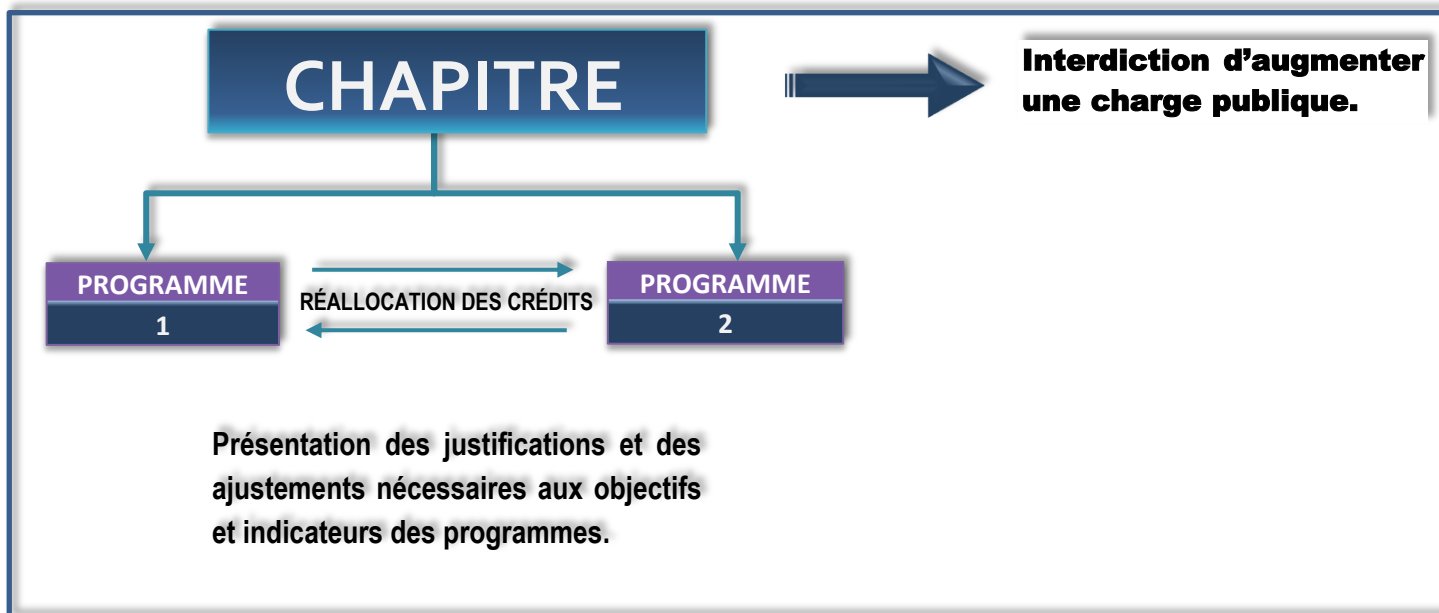 CHAPITRE
Interdiction d’augmenter
une charge publique.
PROGRAMME
1
RÉALLOCATION DES CRÉDITS
PROGRAMME
2
Présentation des justifications et des
ajustements nécessaires aux objectifs
et indicateurs des programmes.